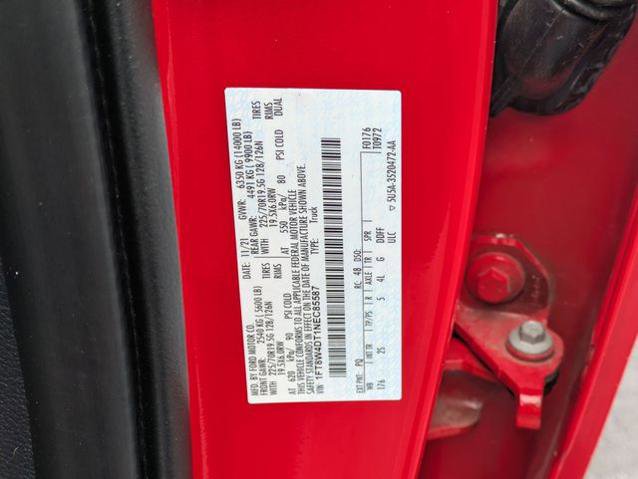 MFD. BY FORD MOTOR CO.
DATE: 11/21 GVWR: 6350 KG (14000 LB)
FRONT GAWR: 2540 KG (5600 LB) REAR GAWR: 4491 KG (9900 LB)
WITH 225/70R19.5G 128/126N TIRES WITH 225/70R19.5G 128/126N TIRES
19.5X6.0RW RIMS 19.5X6.0RW RIMS
AT 620 kPa/ 90 PSI COLD AT 550 kPa/ 80 PSI COLD DUAL
THIS VEHICLE CONFORMS TO ALL APPLICABLE FEDERAL MOTOR VEHICLE
SAFETY STANDARDS IN EFFECT ON THE DATE OF MANUFACTURE SHOWN ABOVE.
VIN: 1FT8W4DT1NEC85587 TYPE: Truck
F0176
T0972
EXT PNT: PQ RC: 48 DSO:
WB INT TR TP/PS R AXLE TR SPR
176 2S 5 4L G DDFF
ULC
5U5A-3520472-AA